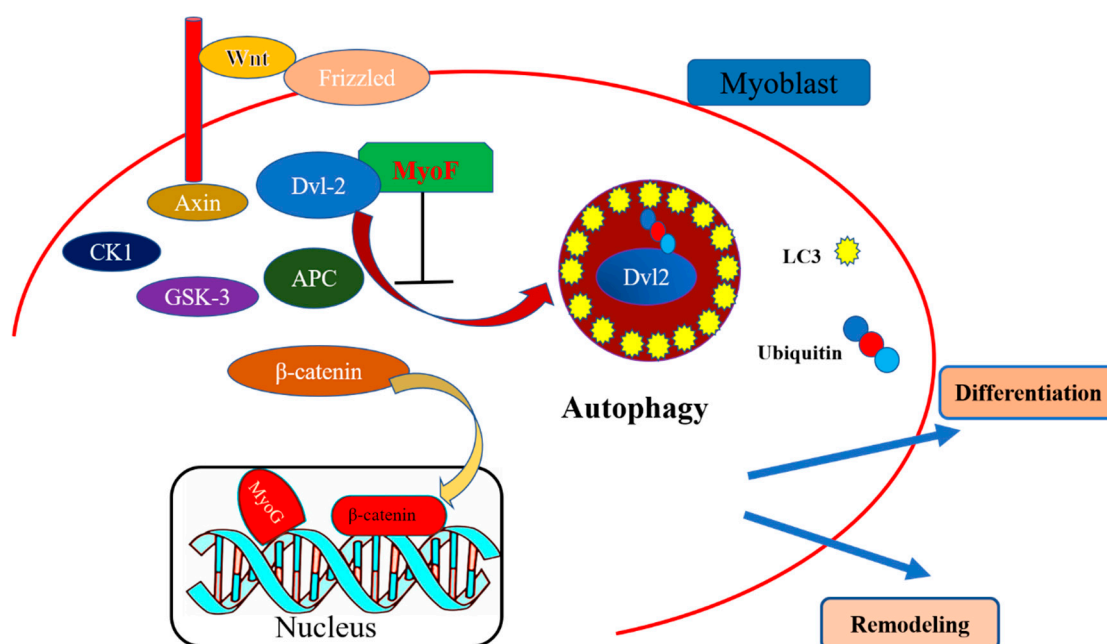 Wnt
Frizzled
Myoblast
Dvl-2
MyoF
Axin
CK1
APC
GSK-3
Dvl2
LC3
Ubiquitin
β-catenin
Autophagy
Differentiation
MyoG
β-catenin
Nucleus
Remodeling